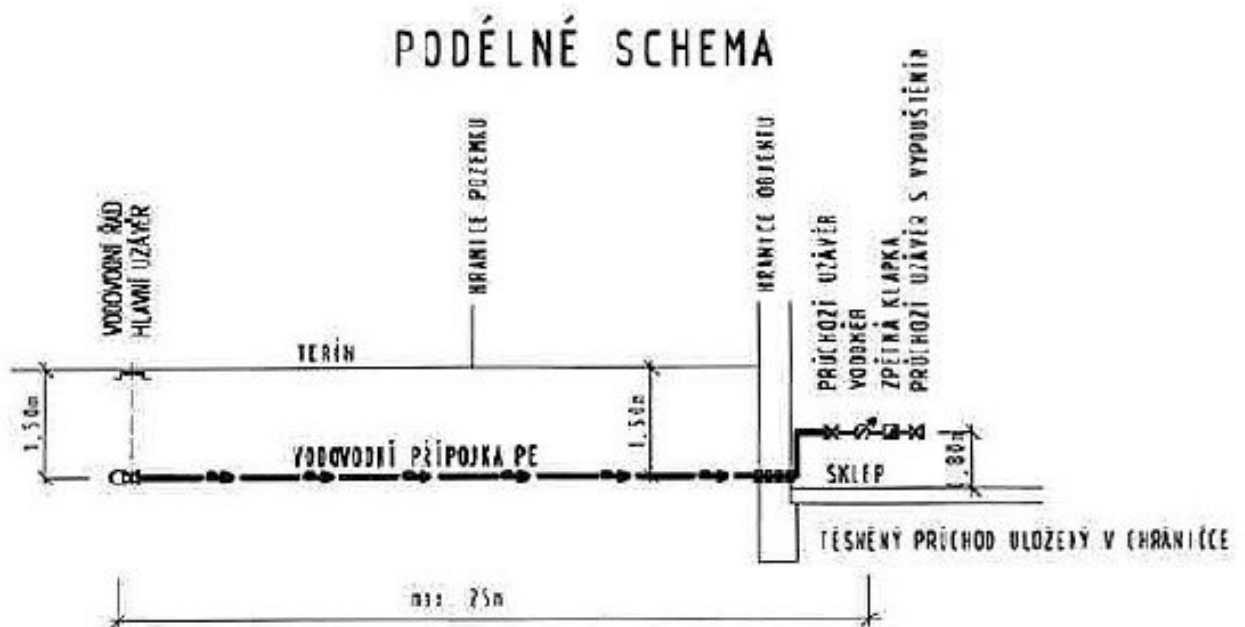 PODÉLNÉ SCHEMA
VODOVODNÍ ŘAD
HLAVNÍ UZÁVĚR
HRANICE POZEMKU
HRANICE OBJEKTU
PRŮCHOZÍ UZÁVĚR
VODOMĚR
ZPĚTNÁ KLAPKA
PRŮCHOZÍ UZÁVĚR S VYPOUŠTĚNÍM
TERÉN
1,50m
1,50m
VODOVODNÍ PŘÍPOJKA PE
SKLEP
,80m
TĚSNĚNÝ PRŮCHOD ULOŽENÝ V CHRÁNIČCE
max. 25m